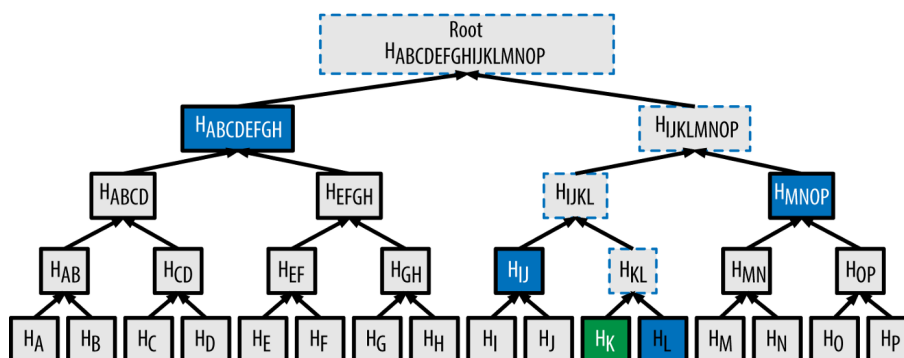 Root
HABCDEFGHIJKLMNOP
HABCDEFGH HIJKLMNOP
HABCD HEFGH HIJKL HMNOP
HAB HCD HEF HGH HIJ HKL HMN HOP
HA HB HC HD HE HF HG HH HI HJ HK HL HM HN HO HP